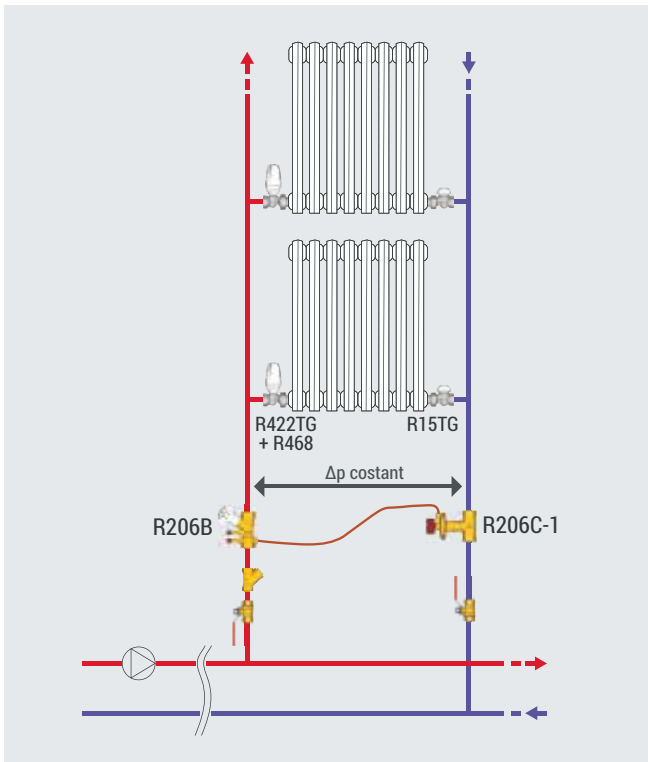 R422TG
+ R468
R15TG
Δp costant
R206B
R206C-1